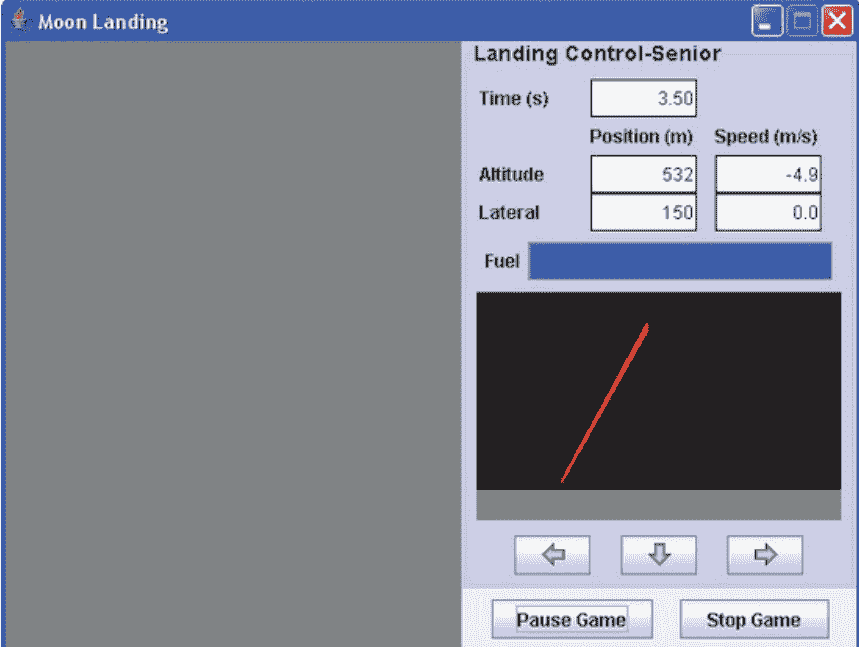 Moon Landing
Landing Control-Senior
Time (s) 3.50
Position (m) Speed (m/s)
Altitude 532 -4.9
Lateral 150 0.0
Fuel
Pause Game Stop Game